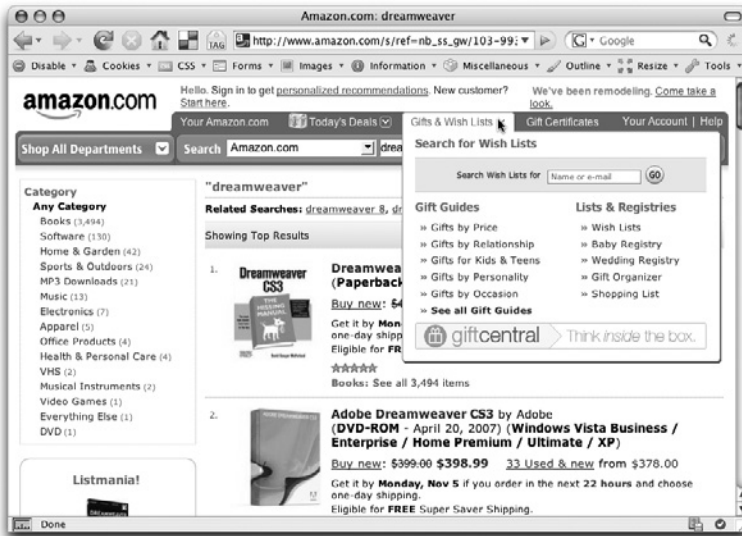 Amazon.com: dreamweaver
TAG
http://www.amazon.com/s/ref=nb_ss_gw/103-99
G Google
Disable Cookies CSS Forms Images Information Miscellaneous Outline Resize Tools
amazon.com
Hello. Sign in to get personalized recommendations. New customer? Start here.
We've been remodeling. Come take a look.
Your Amazon.com Today's Deals Gifts & Wish Lists Gift Certificates Your Account | Help
Shop All Departments Search Amazon.com drea
Search for Wish Lists
Search Wish Lists for Name or e-mail GO
Gift Guides
» Gifts by Price
» Gifts by Relationship
» Gifts for Kids & Teens
» Gifts by Personality
» Gifts by Occasion
» See all Gift Guides
Lists & Registries
» Wish Lists
» Baby Registry
» Wedding Registry
» Gift Organizer
» Shopping List
giftcentral Think inside the box.
Category
Any Category
Books (3,494)
Software (130)
Home & Garden (42)
Sports & Outdoors (24)
MP3 Downloads (21)
Music (13)
Electronics (7)
Apparel (5)
Office Products (4)
Health & Personal Care (4)
VHS (2)
Musical Instruments (2)
Video Games (1)
Everything Else (1)
DVD (1)
Listmania!
"dreamweaver"
Related Searches: dreamweaver 8, dr
Showing Top Results
1.
Dreamweaver
CS3
THE MISSING MANUAL
Dreamwea
(Paperback
Buy new:
Get it by Mon
one-day shipp
Eligible for FR
Books: See all 3,494 items
2.
Adobe Dreamweaver CS3 by Adobe
(DVD-ROM - April 20, 2007) (Windows Vista Business /
Enterprise / Home Premium / Ultimate / XP)
Buy new: $399.00 $398.99 33 Used & new from $378.00
Get it by Monday, Nov 5 if you order in the next 22 hours and choose
one-day shipping.
Eligible for FREE Super Saver Shipping.
Done